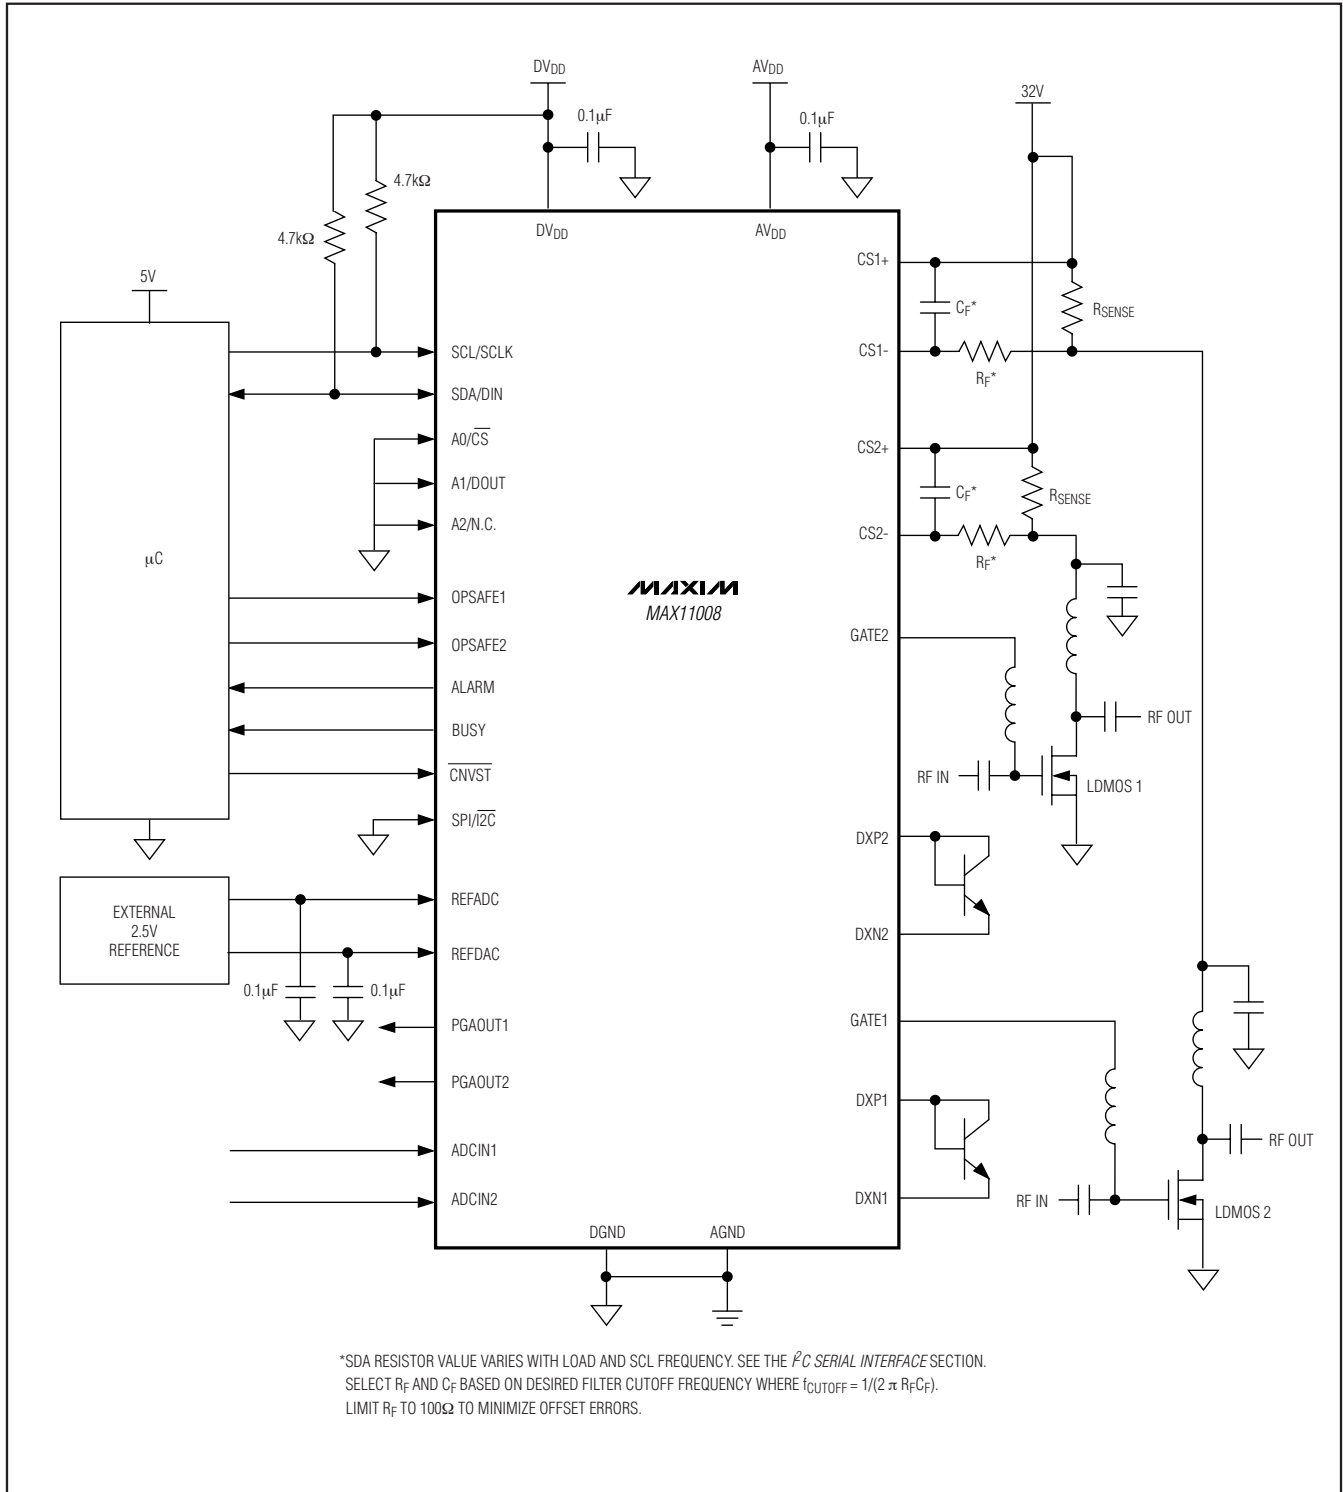 DVDD
AVDD
32V
0.1µF
0.1µF
4.7kΩ
4.7kΩ
DVDD
AVDD
5V
µC
SCL/SCLK
SDA/DIN
A0/C̅S̅
A1/DOUT
A2/N.C.
OPSAFE1
OPSAFE2
ALARM
BUSY
C̅N̅V̅S̅T̅
SPI/I̅2̅C̅
EXTERNAL
2.5V
REFERENCE
REFADC
REFDAC
0.1µF
0.1µF
PGAOUT1
PGAOUT2
ADCIN1
ADCIN2
DGND
AGND
MAXIM
MAX11008
CS1+
CF*
RSENSE
CS1-
RF*
CS2+
CF*
RSENSE
CS2-
RF*
GATE2
RF OUT
RF IN
LDMOS 1
DXP2
DXN2
GATE1
DXP1
RF OUT
DXN1
RF IN
LDMOS 2
*SDA RESISTOR VALUE VARIES WITH LOAD AND SCL FREQUENCY. SEE THE I²C SERIAL INTERFACE SECTION.
SELECT RF AND CF BASED ON DESIRED FILTER CUTOFF FREQUENCY WHERE fCUTOFF = 1/(2 π RFCF).
LIMIT RF TO 100Ω TO MINIMIZE OFFSET ERRORS.